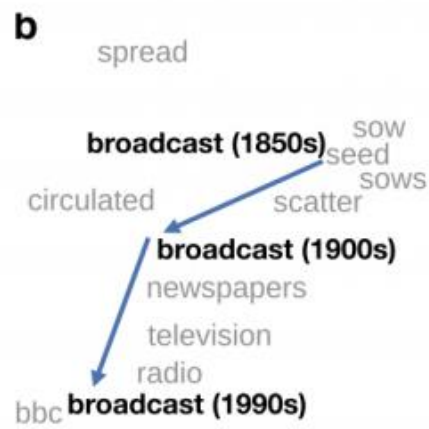 b
spread
sow
broadcast (1850s)
seed
sows
circulated
scatter
broadcast (1900s)
newspapers
television
radio
bbc broadcast (1990s)